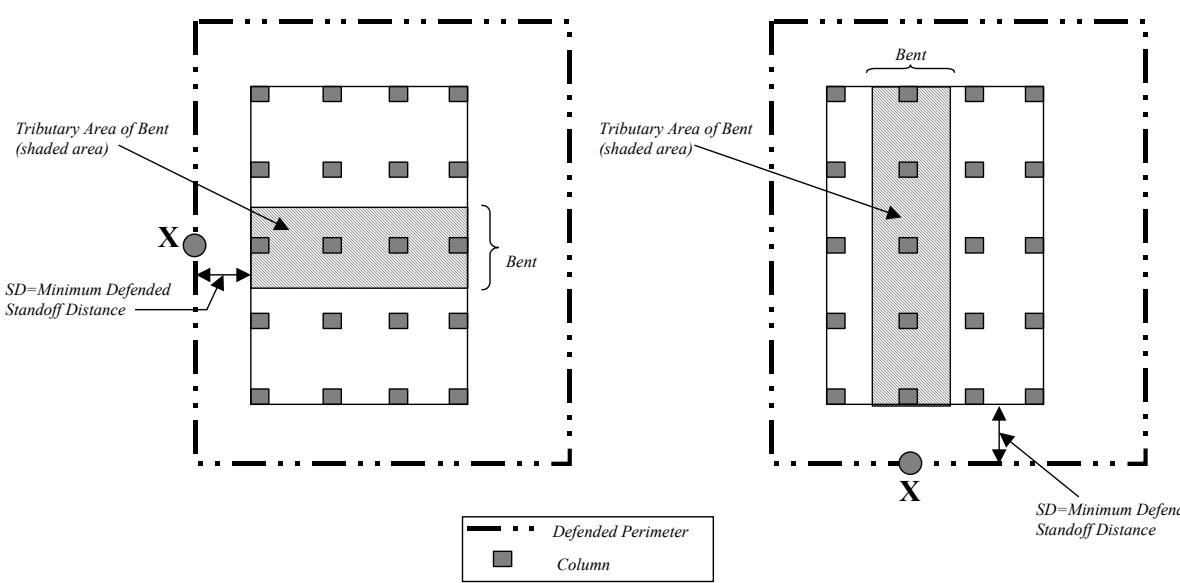 Tributary Area of Bent
(shaded area)
X
SD=Minimum Defended
Standoff Distance
Bent
Bent
Tributary Area of Bent
(shaded area)
X
SD=Minimum Defend
Standoff Distance
Defended Perimeter
Column